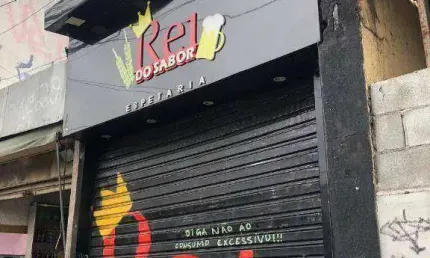 Rei
DO SABOR
ESPETARIA
DIGA NÃO AO
CONSUMO EXCESSIVO!!!